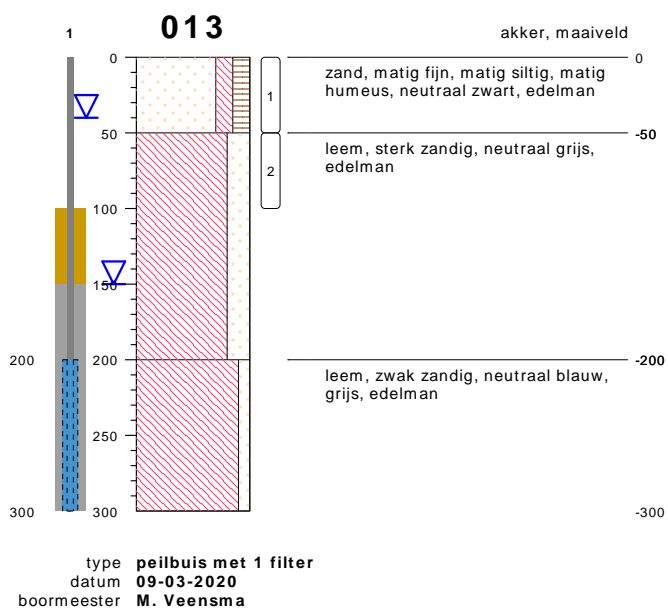 1
013
akker, maaiveld
0
0
zand, matig fijn, matig siltig, matig
humeus, neutraal zwart, edelman
1
50
-50
leem, sterk zandig, neutraal grijs,
edelman
2
100
150
200
200
-200
leem, zwak zandig, neutraal blauw,
grijs, edelman
250
300
300
-300
type peilbuis met 1 filter
datum 09-03-2020
boormeester M. Veensma